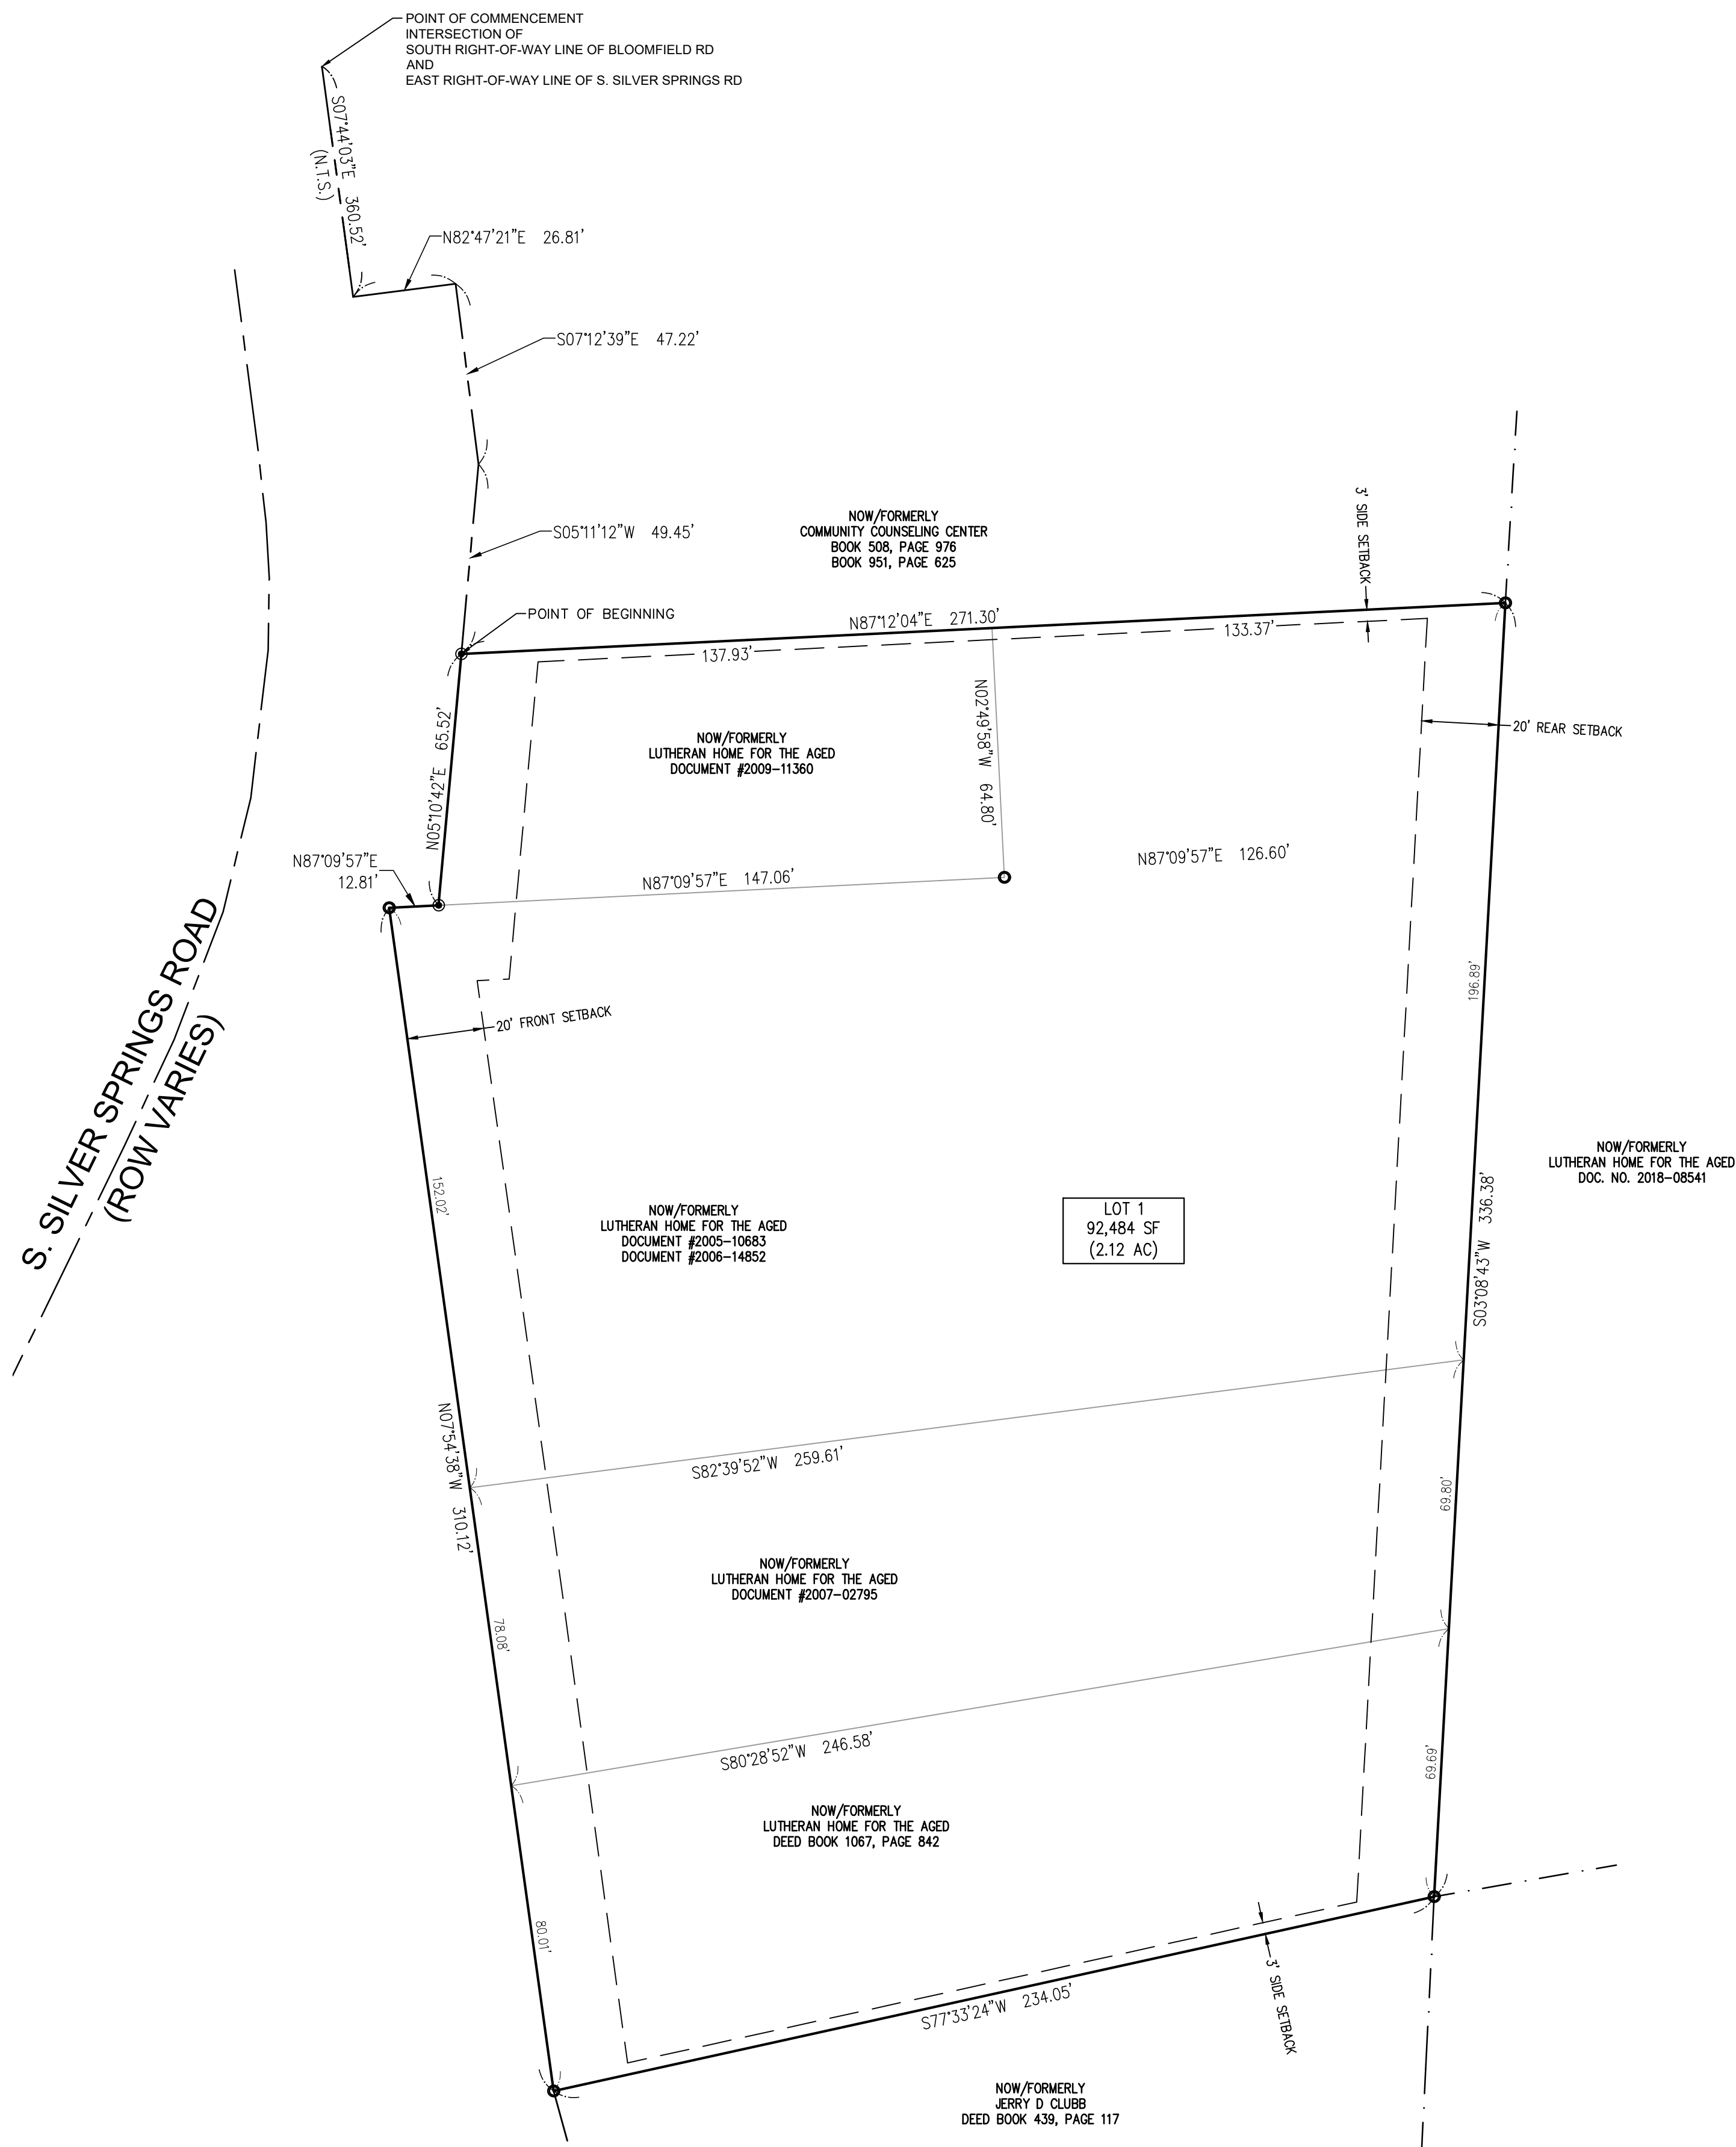 POINT OF COMMENCEMENT
INTERSECTION OF
SOUTH RIGHT-OF-WAY LINE OF BLOOMFIELD RD
AND
EAST RIGHT-OF-WAY LINE OF S. SILVER SPRINGS RD
S07°44'03"E 360.52'
(N.T.S.)
N82°47'21"E 26.81'
S07°12'39"E 47.22'
S05°11'12"W 49.45'
NOW/FORMERLY
COMMUNITY COUNSELING CENTER
BOOK 508, PAGE 976
BOOK 951, PAGE 625
3' SIDE SETBACK
POINT OF BEGINNING
N87°12'04"E 271.30'
137.93'
133.37'
N05°10'42"E 65.52'
NOW/FORMERLY
LUTHERAN HOME FOR THE AGED
DOCUMENT #2009-11360
N02°49'58"W 64.80'
20' REAR SETBACK
N87°09'57"E
12.81'
N87°09'57"E 147.06'
N87°09'57"E 126.60'
S. SILVER SPRINGS ROAD
(ROW VARIES)
20' FRONT SETBACK
196.89'
152.02'
NOW/FORMERLY
LUTHERAN HOME FOR THE AGED
DOCUMENT #2005-10683
DOCUMENT #2006-14852
LOT 1
92,484 SF
(2.12 AC)
S03°08'43"W 336.38'
NOW/FORMERLY
LUTHERAN HOME FOR THE AGED
DOC. NO. 2018-08541
N07°54'38"W 310.12'
S82°39'52"W 259.61'
69.80'
NOW/FORMERLY
LUTHERAN HOME FOR THE AGED
DOCUMENT #2007-02795
78.08'
S80°28'52"W 246.58'
69.69'
NOW/FORMERLY
LUTHERAN HOME FOR THE AGED
DEED BOOK 1067, PAGE 842
80.01'
S77°33'24"W 234.05'
3' SIDE SETBACK
NOW/FORMERLY
JERRY D CLUBB
DEED BOOK 439, PAGE 117